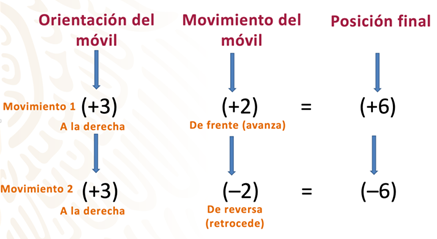 Orientación del móvil
Movimiento del móvil
Posición final
Movimiento 1 (+3) (+2) = (+6)
A la derecha
De frente (avanza)
Movimiento 2 (+3) (−2) = (−6)
A la derecha
De reversa (retrocede)